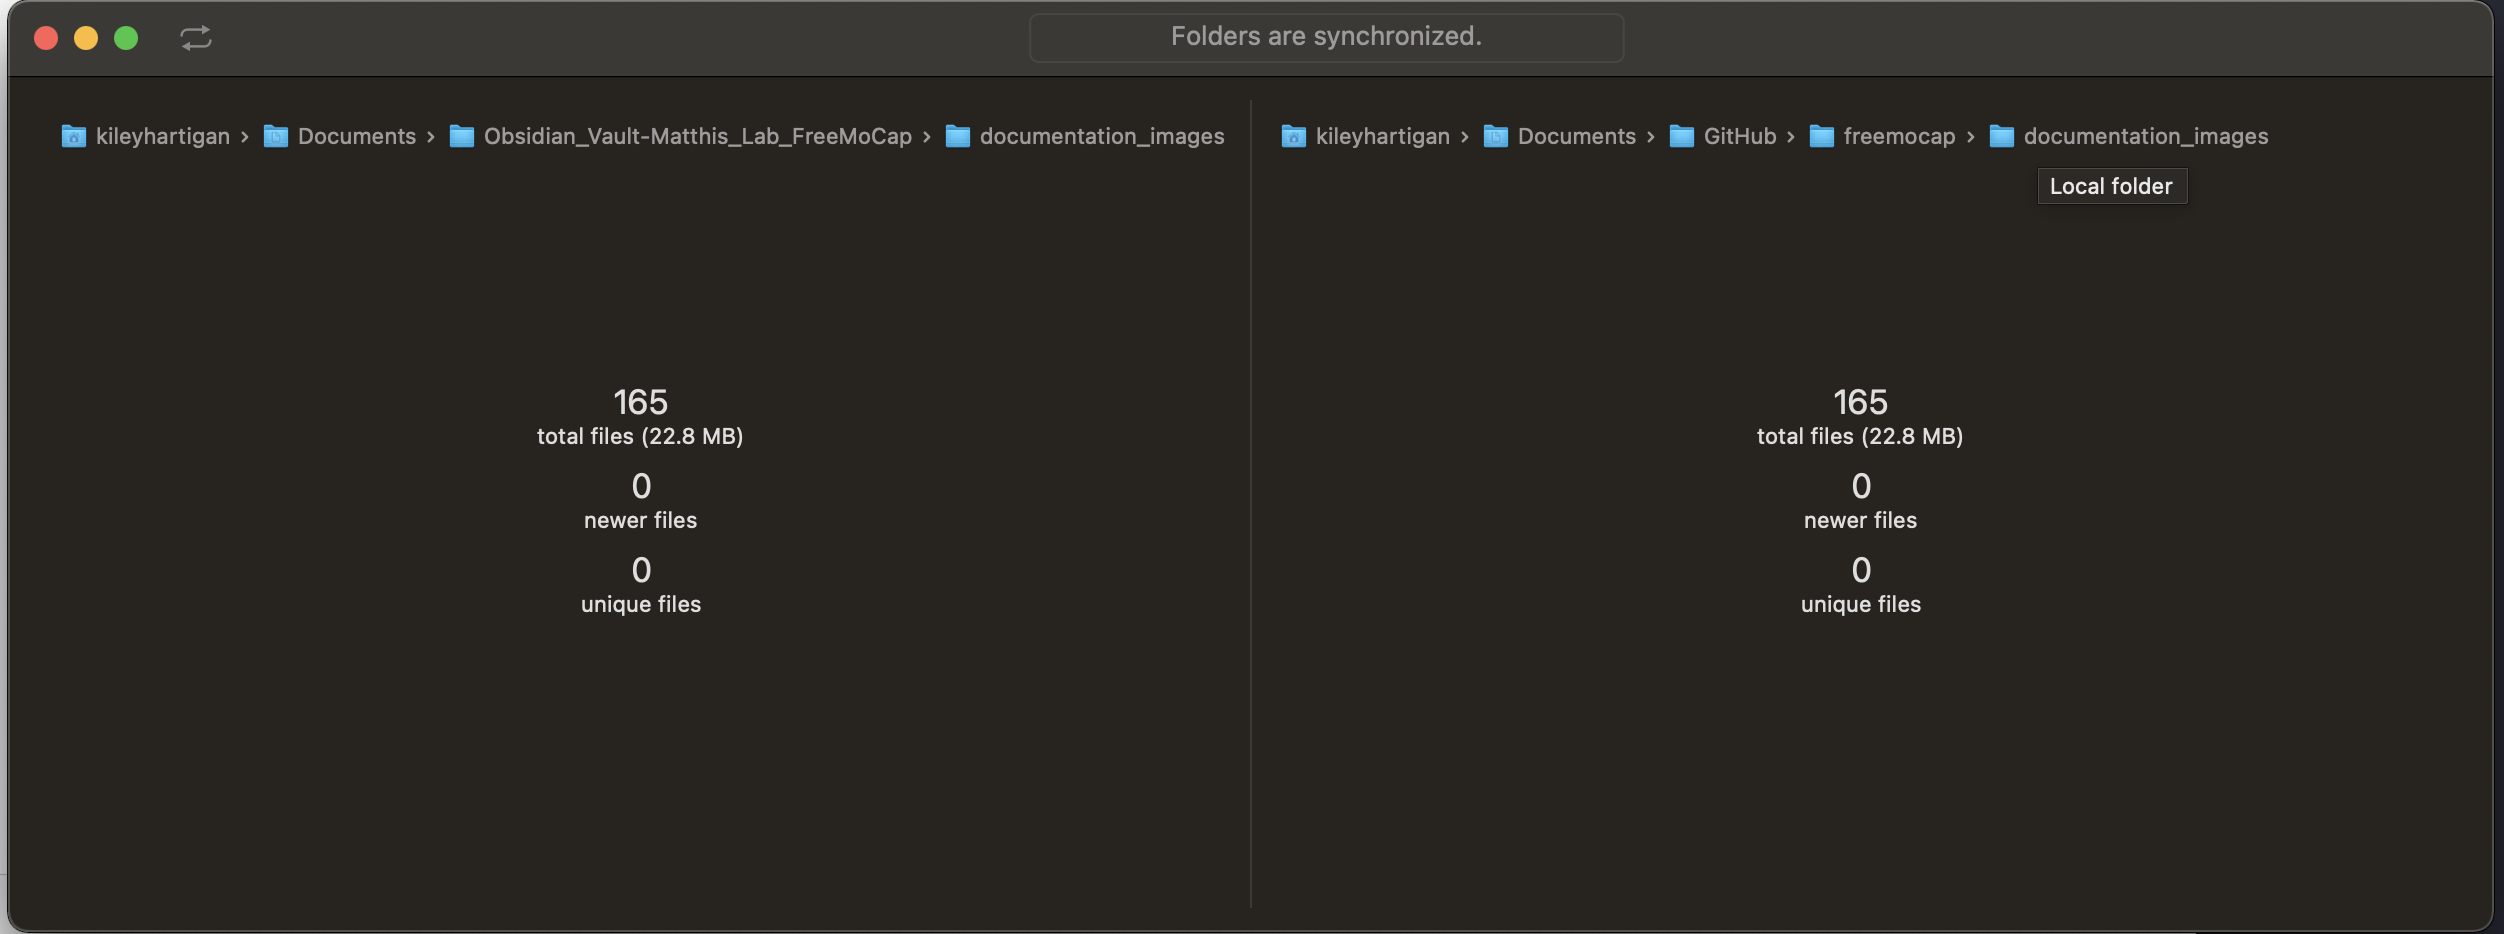 Folders are synchronized.
kileyhartigan › Documents › Obsidian_Vault-Matthis_Lab_FreeMoCap › documentation_images
165
total files (22.8 MB)
0
newer files
0
unique files
kileyhartigan › Documents › GitHub › freemocap › documentation_images
Local folder
165
total files (22.8 MB)
0
newer files
0
unique files